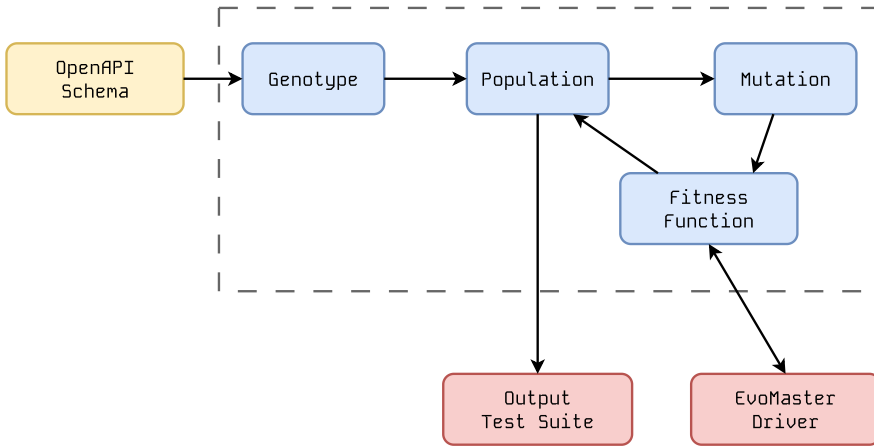 OpenAPI
Schema
Genotype
Population
Mutation
Fitness
Function
Output
Test Suite
EvoMaster
Driver